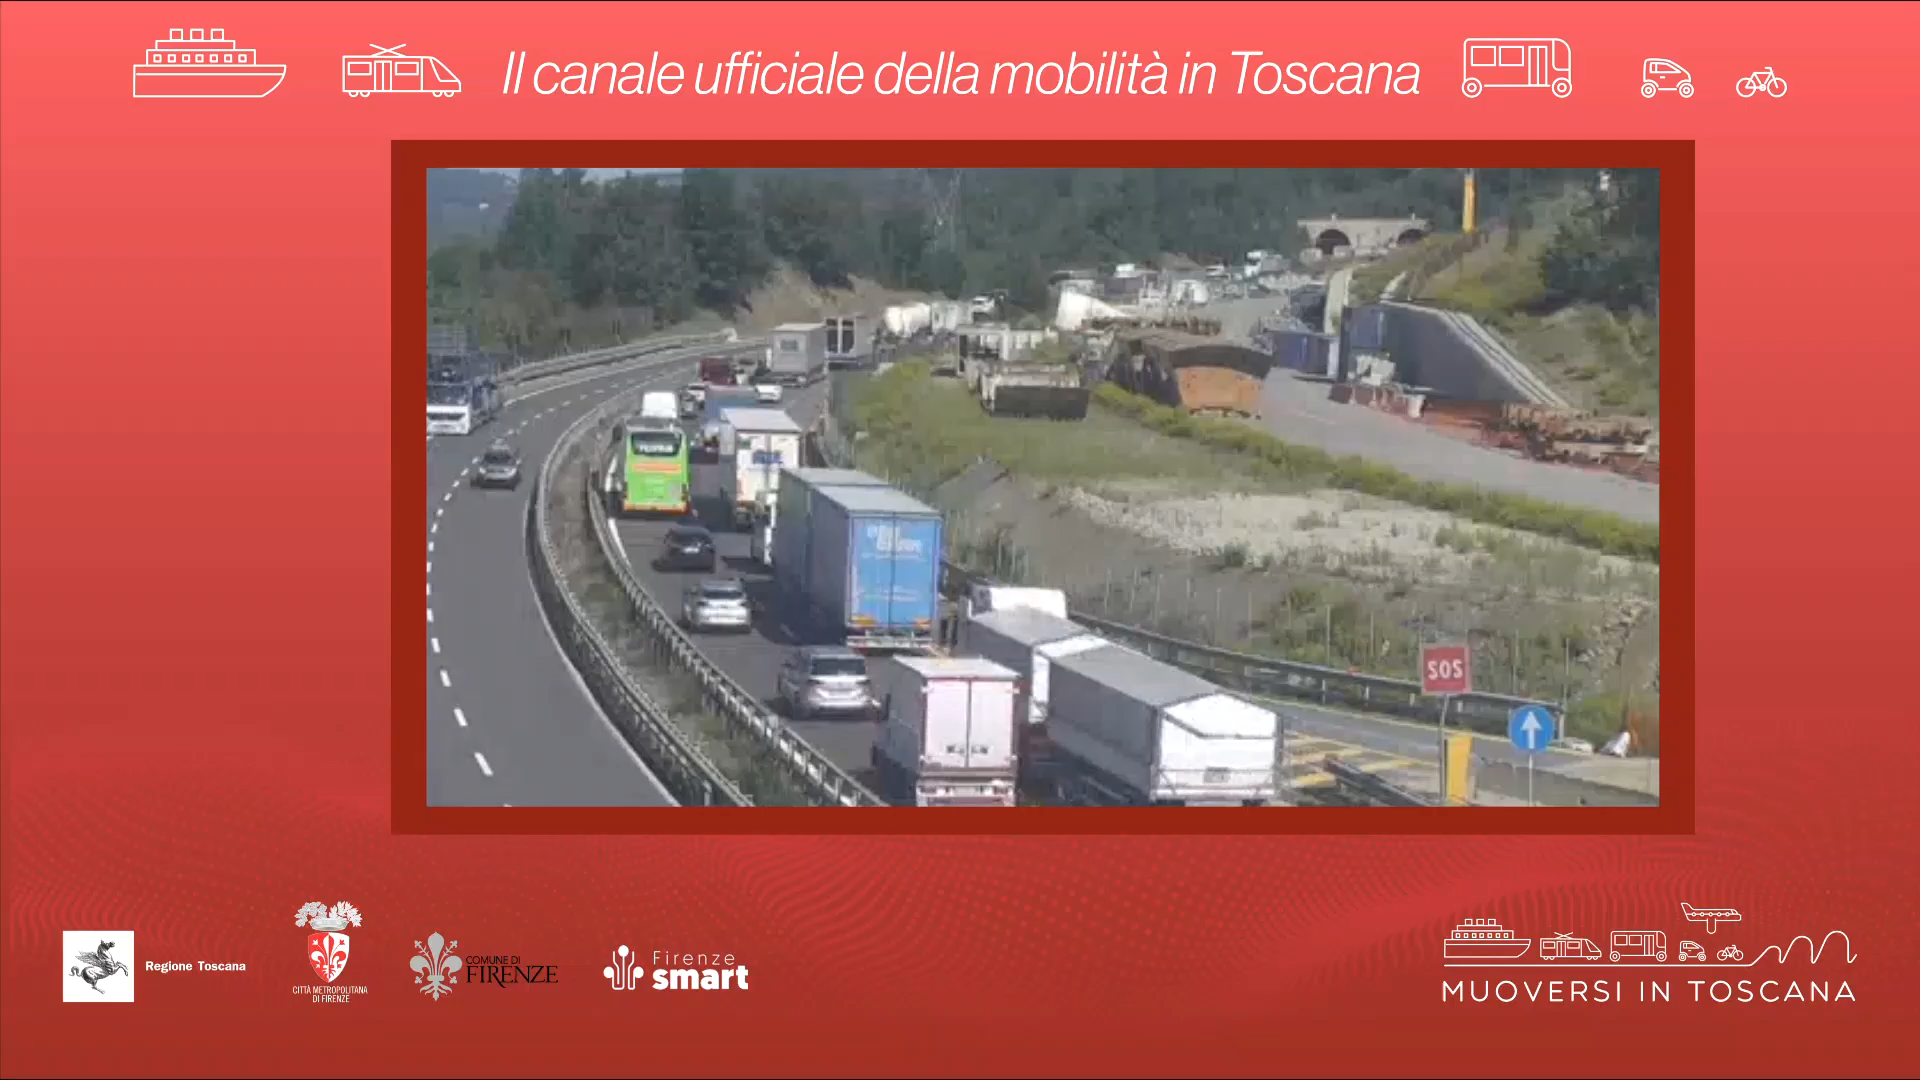 Il canale ufficiale della mobilità in Toscana
SOS
Regione Toscana
CITTÀ METROPOLITANA
DI FIRENZE
COMUNE DI
FIRENZE
Firenze
smart
MUOVERSI IN TOSCANA